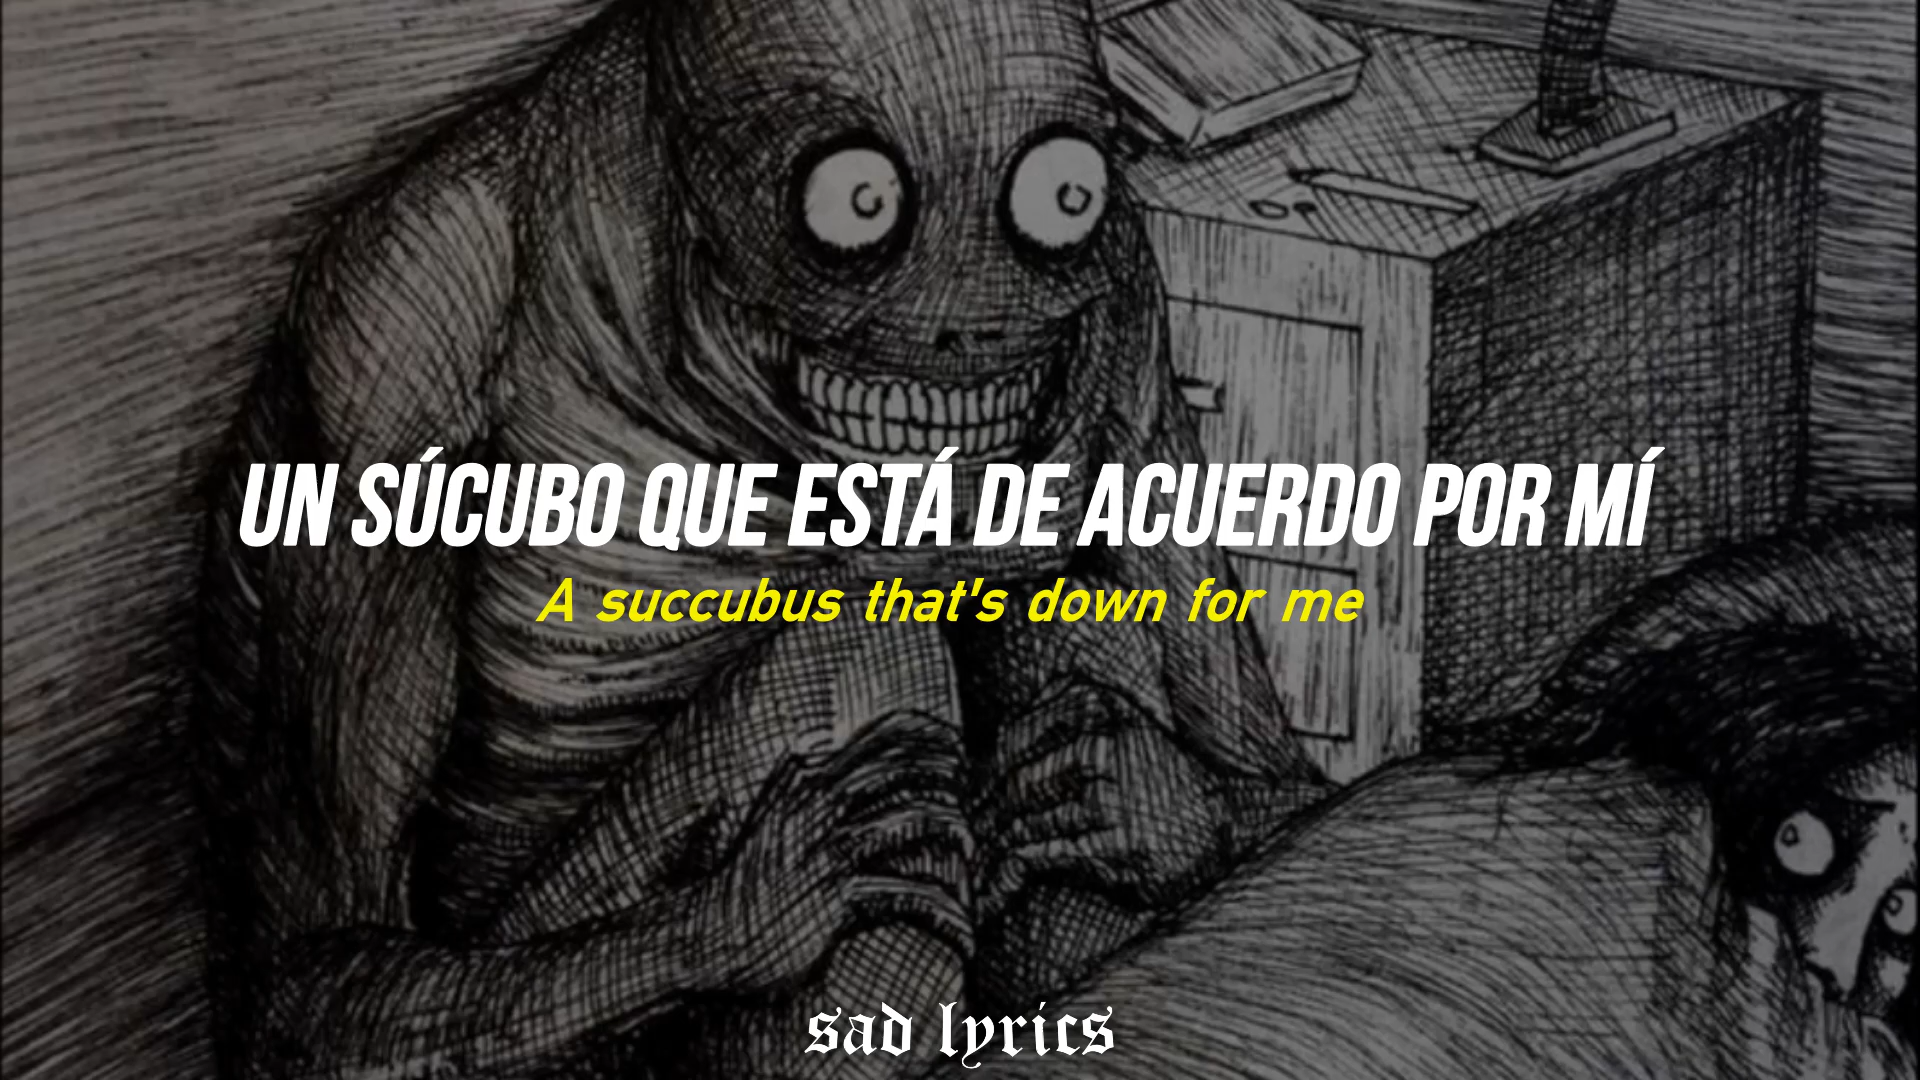 UN SÚCUBO QUE ESTÁ DE ACUERDO POR MÍ
A succubus that's down for me
sad lyrics